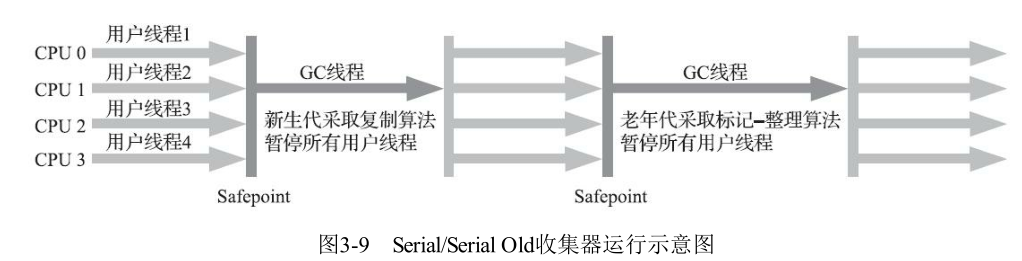 用户线程1
CPU 0
用户线程2
CPU 1
用户线程3
CPU 2
用户线程4
CPU 3
GC线程
新生代采取复制算法
暂停所有用户线程
GC线程
老年代采取标记–整理算法
暂停所有用户线程
Safepoint
Safepoint
图3-9 Serial/Serial Old收集器运行示意图